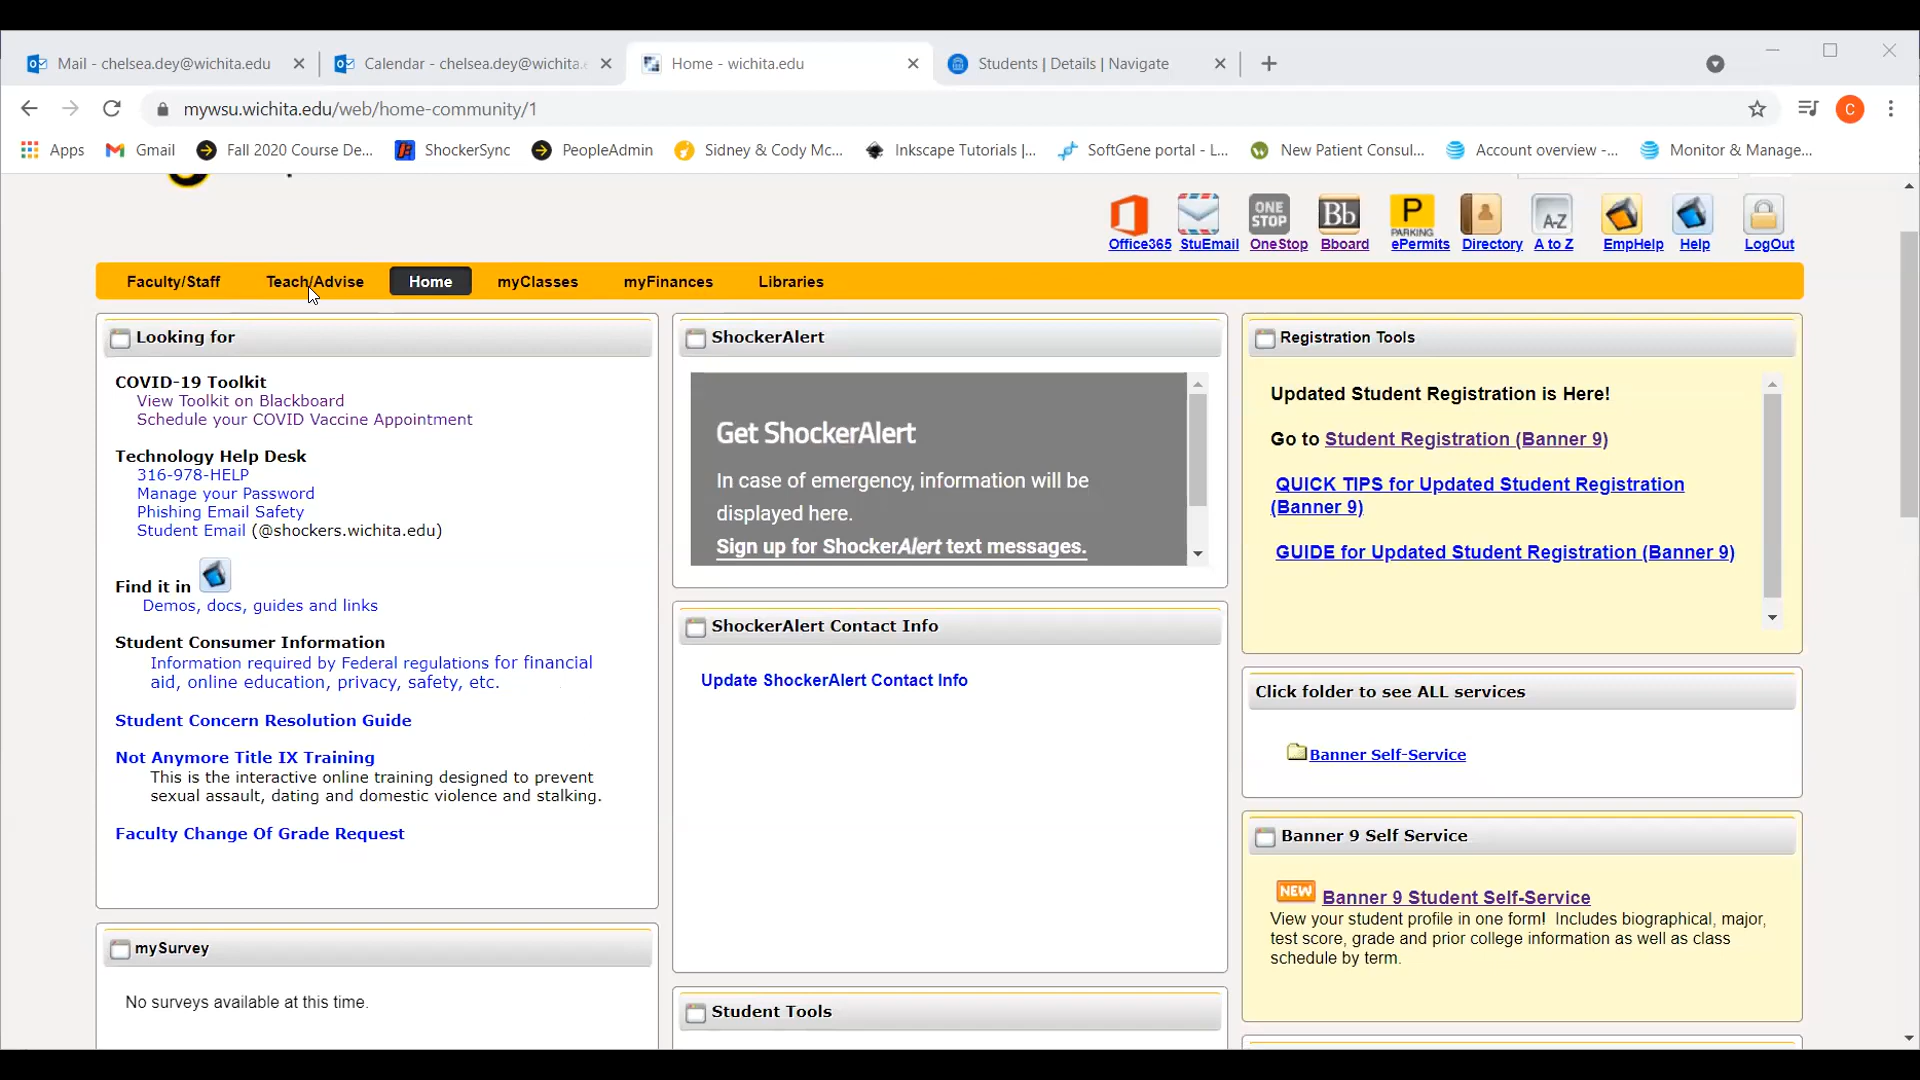 Mail - chelsea.dey@wichita.edu
Calendar - chelsea.dey@wichita.e
Home - wichita.edu
Students | Details | Navigate
mywsu.wichita.edu/web/home-community/1
C
Apps
Gmail
Fall 2020 Course De...
ShockerSync
PeopleAdmin
Sidney & Cody Mc...
Inkscape Tutorials |...
SoftGene portal - L...
New Patient Consul...
Account overview -...
Monitor & Manage...
ONE STOP
Bb
P
PARKING
A-Z
Office365
StuEmail
OneStop
Bboard
ePermits
Directory
A to Z
EmpHelp
Help
LogOut
Faculty/Staff
Teach/Advise
Home
myClasses
myFinances
Libraries
Looking for
COVID-19 Toolkit
View Toolkit on Blackboard
Schedule your COVID Vaccine Appointment
Technology Help Desk
316-978-HELP
Manage your Password
Phishing Email Safety
Student Email (@shockers.wichita.edu)
Find it in
Demos, docs, guides and links
Student Consumer Information
Information required by Federal regulations for financial
aid, online education, privacy, safety, etc.
Student Concern Resolution Guide
Not Anymore Title IX Training
This is the interactive online training designed to prevent
sexual assault, dating and domestic violence and stalking.
Faculty Change Of Grade Request
mySurvey
No surveys available at this time.
ShockerAlert
Get ShockerAlert
In case of emergency, information will be
displayed here.
Sign up for ShockerAlert text messages.
ShockerAlert Contact Info
Update ShockerAlert Contact Info
Student Tools
Registration Tools
Updated Student Registration is Here!
Go to Student Registration (Banner 9)
QUICK TIPS for Updated Student Registration
(Banner 9)
GUIDE for Updated Student Registration (Banner 9)
Click folder to see ALL services
Banner Self-Service
Banner 9 Self Service
NEW Banner 9 Student Self-Service
View your student profile in one form! Includes biographical, major,
test score, grade and prior college information as well as class
schedule by term.